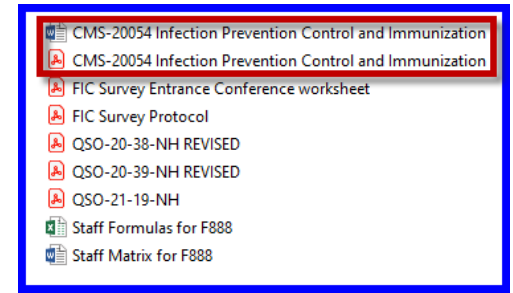 CMS-20054 Infection Prevention Control and Immunization
CMS-20054 Infection Prevention Control and Immunization
FIC Survey Entrance Conference worksheet
FIC Survey Protocol
QSO-20-38-NH REVISED
QSO-20-39-NH REVISED
QSO-21-19-NH
Staff Formulas for F888
Staff Matrix for F888